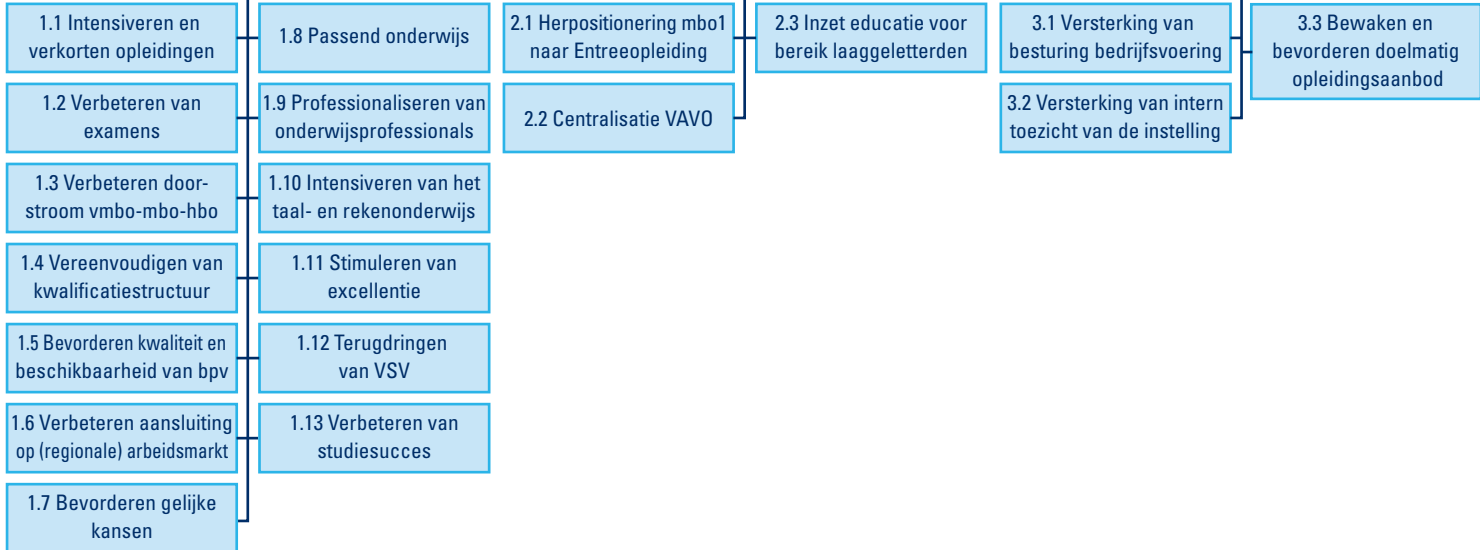 1.1 Intensiveren en
verkorten opleidingen
1.2 Verbeteren van
examens
1.3 Verbeteren door-
stroom vmbo-mbo-hbo
1.4 Vereenvoudigen van
kwalificatiestructuur
1.5 Bevorderen kwaliteit en
beschikbaarheid van bpv
1.6 Verbeteren aansluiting
op (regionale) arbeidsmarkt
1.7 Bevorderen gelijke
kansen
1.8 Passend onderwijs
1.9 Professionaliseren van
onderwijsprofessionals
1.10 Intensiveren van het
taal- en rekenonderwijs
1.11 Stimuleren van
excellentie
1.12 Terugdringen
van VSV
1.13 Verbeteren van
studiesucces
2.1 Herpositionering mbo1
naar Entreeopleiding
2.2 Centralisatie VAVO
2.3 Inzet educatie voor
bereik laaggeletterden
3.1 Versterking van
besturing bedrijfsvoering
3.2 Versterking van intern
toezicht van de instelling
3.3 Bewaken en
bevorderen doelmatig
opleidingsaanbod